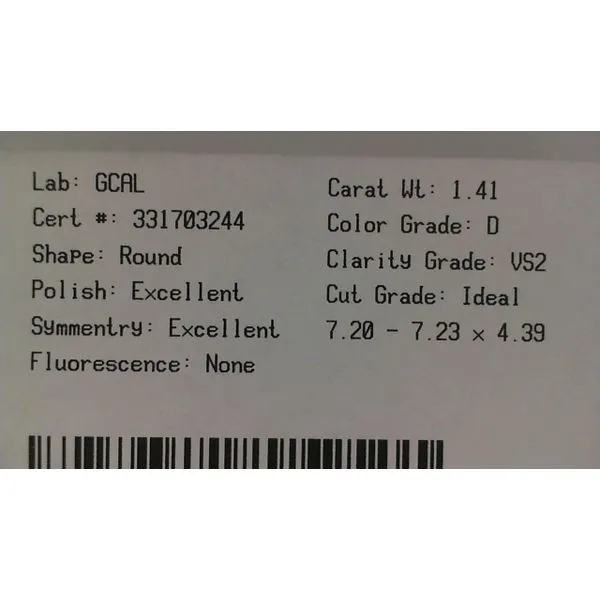 Lab: GCAL
Cert #: 331703244
Shape: Round
Polish: Excellent
Symmentry: Excellent
Fluorescence: None
Carat Wt: 1.41
Color Grade: D
Clarity Grade: VS2
Cut Grade: Ideal
7.20 - 7.23 x 4.39